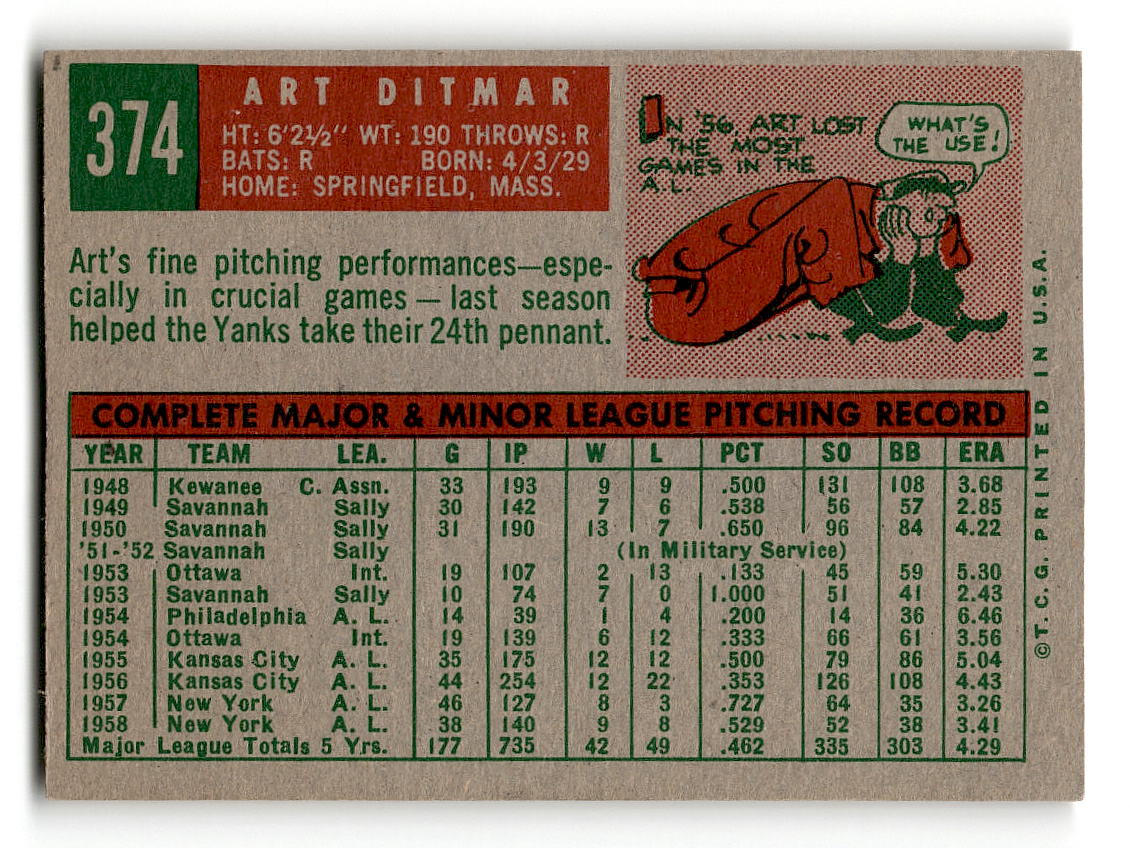 374
ART DITMAR
HT: 6'2½" WT: 190 THROWS: R
BATS: R BORN: 4/3/29
HOME: SPRINGFIELD, MASS.
IN '56, ART LOST
THE MOST
GAMES IN THE
A.L.
WHAT'S
THE USE!
Art's fine pitching performances—espe-
cially in crucial games — last season
helped the Yanks take their 24th pennant.
COMPLETE MAJOR & MINOR LEAGUE PITCHING RECORD
YEAR TEAM LEA. G IP W L PCT SO BB ERA
1948 Kewanee C. Assn. 33 193 9 9 .500 131 108 3.68
1949 Savannah Sally 30 142 7 6 .538 56 57 2.85
1950 Savannah Sally 31 190 13 7 .650 96 84 4.22
'51-'52 Savannah Sally (In Military Service)
1953 Ottawa Int. 19 107 2 13 .133 45 59 5.30
1953 Savannah Sally 10 74 7 0 1.000 51 41 2.43
1954 Philadelphia A. L. 14 39 1 4 .200 14 36 6.46
1954 Ottawa Int. 19 139 6 12 .333 66 61 3.56
1955 Kansas City A. L. 35 175 12 12 .500 79 86 5.04
1956 Kansas City A. L. 44 254 12 22 .353 126 108 4.43
1957 New York A. L. 46 127 8 3 .727 64 35 3.26
1958 New York A. L. 38 140 9 8 .529 52 38 3.41
Major League Totals 5 Yrs. 177 735 42 49 .462 335 303 4.29
©T. C. G. PRINTED IN U.S.A.